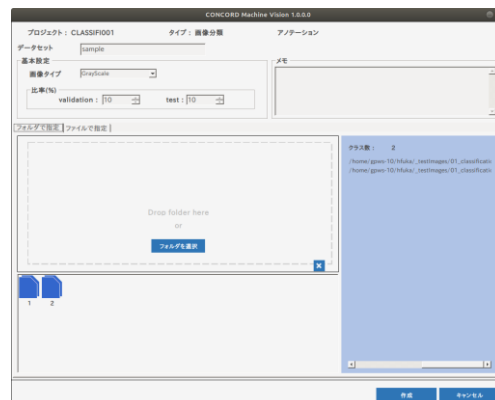 CONCORD Machine Vision 1.0.0.0
プロジェクト : CLASSIFI001 タイプ : 画像分類 アノテーション
データセット sample
基本設定 メモ
画像タイプ GrayScale
比率(%)
validation : 10 test : 10
フォルダで指定 ファイルで指定
クラス数 : 2
/home/gpws-10/hfuka/_testImages/01_classificatio
/home/gpws-10/hfuka/_testImages/01_classificatio
Drop folder here
or
フォルダを選択
1 2
作成 キャンセル